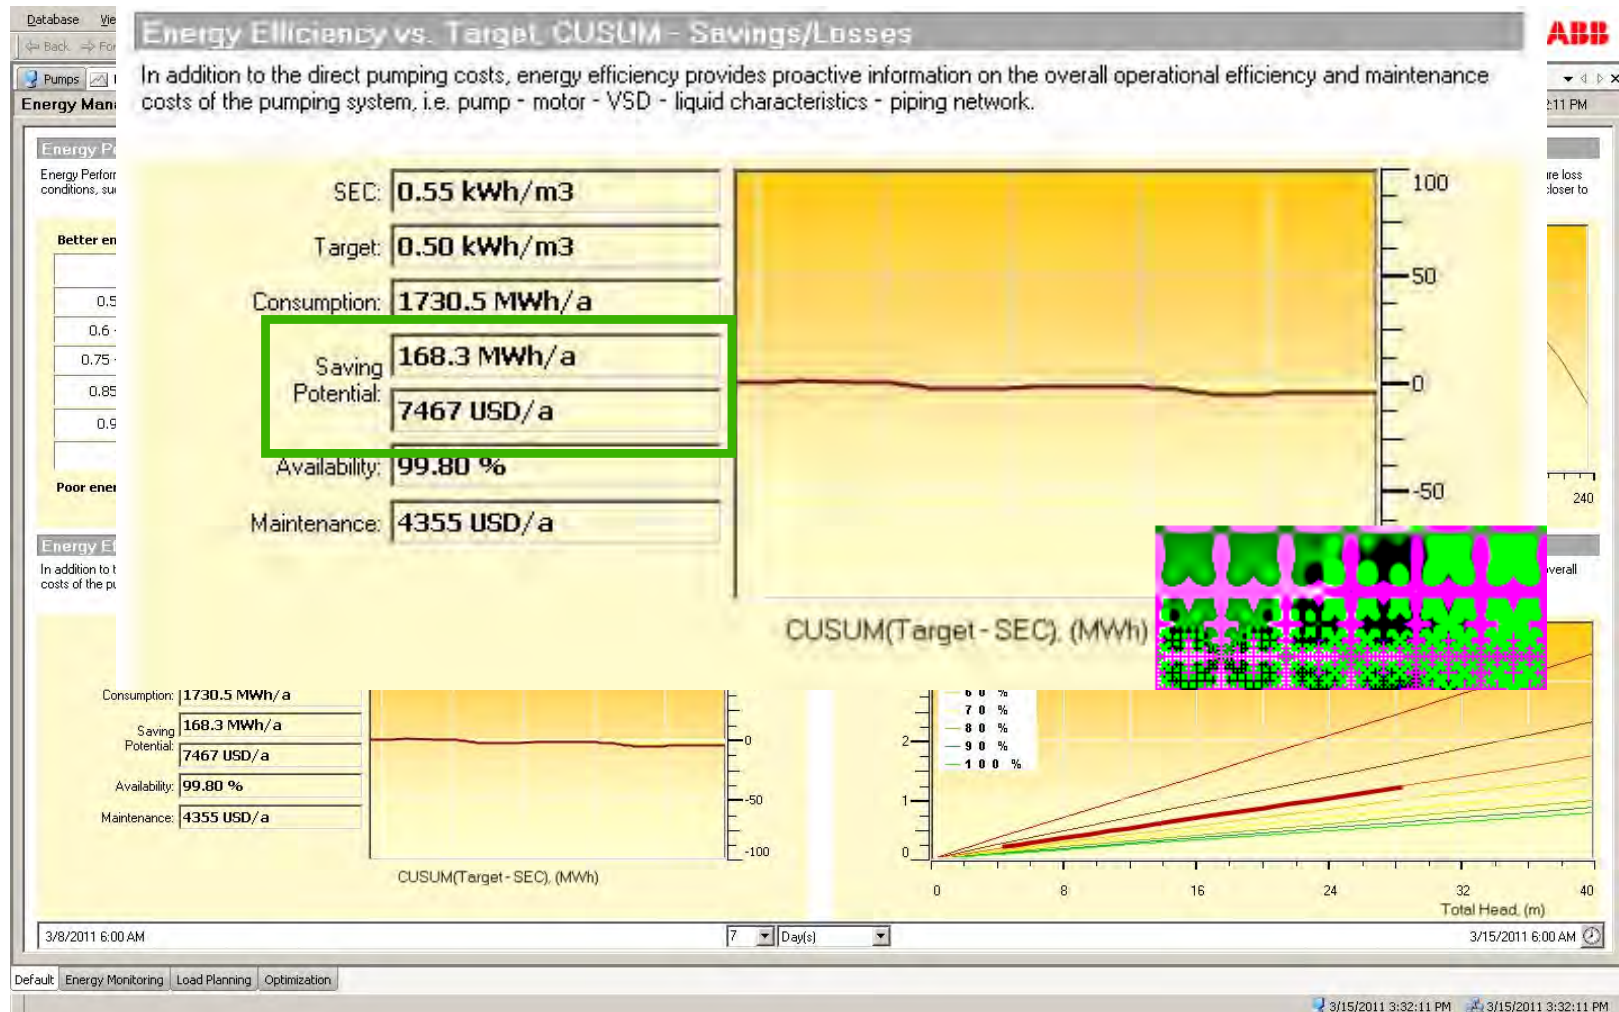 Database Vie
Back For
ABB
Pumps
Energy Man
2:11 PM
Energy Efficiency vs. Target, CUSUM - Savings/Losses
In addition to the direct pumping costs, energy efficiency provides proactive information on the overall operational efficiency and maintenance
costs of the pumping system, i.e. pump - motor - VSD - liquid characteristics - piping network.
Energy Pe
Energy Perform
conditions, su
re loss
closer to
Better en
0.5
0.6 -
0.75 -
0.85
0.9
Poor ener
240
SEC: 0.55 kWh/m3
Target: 0.50 kWh/m3
Consumption: 1730.5 MWh/a
Saving Potential: 168.3 MWh/a
7467 USD/a
Availability: 99.80 %
Maintenance: 4355 USD/a
100
50
0
-50
CUSUM(Target - SEC), (MWh)
Energy Ef
In addition to t
costs of the pu
verall
Consumption: 1730.5 MWh/a
Saving Potential: 168.3 MWh/a
7467 USD/a
Availability: 99.80 %
Maintenance: 4355 USD/a
0
-50
-100
CUSUM(Target - SEC), (MWh)
60 %
70 %
80 %
90 %
100 %
2
1
0
0 8 16 24 32 40
Total Head, (m)
3/8/2011 6:00 AM 7 Day(s) 3/15/2011 6:00 AM
Default Energy Monitoring Load Planning Optimization
3/15/2011 3:32:11 PM 3/15/2011 3:32:11 PM